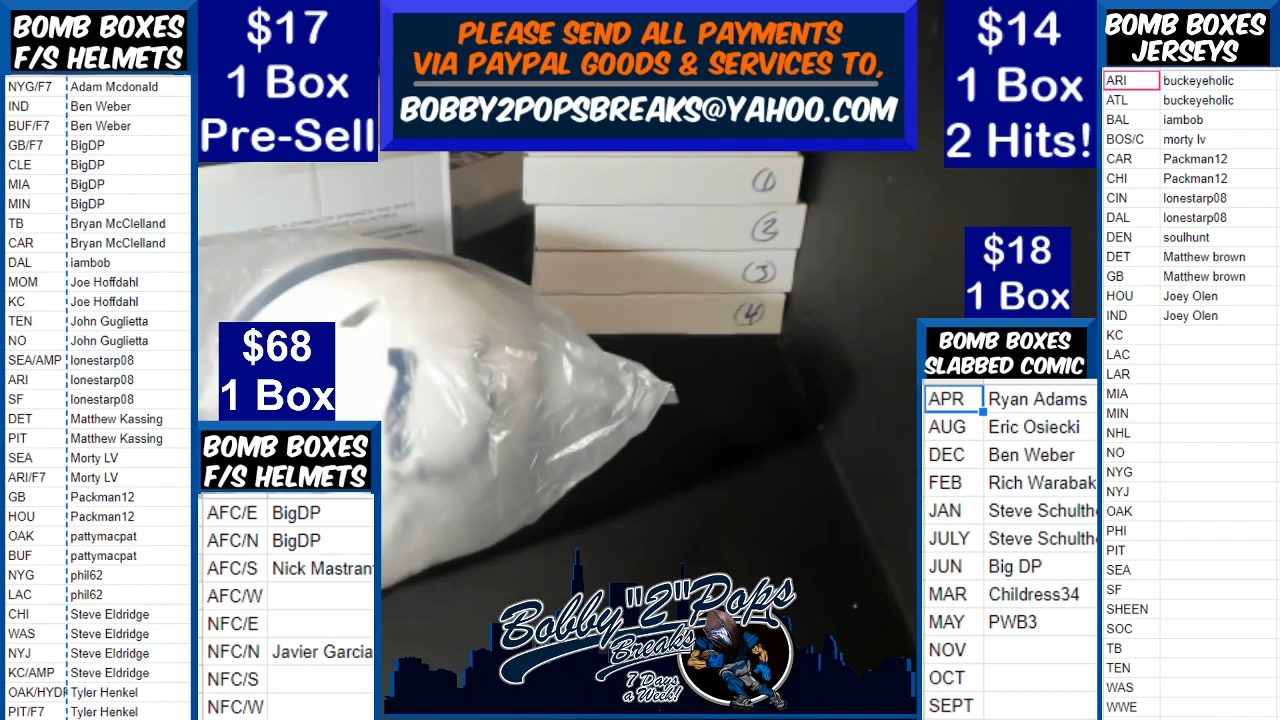 BOMB BOXES
F/S HELMETS
NYG/F7 Adam Mcdonald
IND Ben Weber
BUF/F7 Ben Weber
GB/F7 BigDP
CLE BigDP
MIA BigDP
MIN BigDP
TB Bryan McClelland
CAR Bryan McClelland
DAL iambob
MOM Joe Hoffdahl
KC Joe Hoffdahl
TEN John Guglietta
NO John Guglietta
SEA/AMP lonestarp08
ARI lonestarp08
SF lonestarp08
DET Matthew Kassing
PIT Matthew Kassing
SEA Morty LV
ARI/F7 Morty LV
GB Packman12
HOU Packman12
OAK pattymacpat
BUF pattymacpat
NYG phil62
LAC phil62
CHI Steve Eldridge
WAS Steve Eldridge
NYJ Steve Eldridge
KC/AMP Steve Eldridge
OAK/HYDR Tyler Henkel
PIT/F7 Tyler Henkel
$17
1 Box
Pre-Sell
$68
1 Box
BOMB BOXES
F/S HELMETS
AFC/E BigDP
AFC/N BigDP
AFC/S Nick Mastran
AFC/W
NFC/E
NFC/N Javier Garcia
NFC/S
NFC/W
PLEASE SEND ALL PAYMENTS
VIA PAYPAL GOODS & SERVICES TO,
BOBBY2POPSBREAKS@YAHOO.COM
1
2
3
4
Bobby "2" Pops
Breaks
7 Days
a Week!
$14
1 Box
2 Hits!
$18
1 Box
BOMB BOXES
SLABBED COMIC
APR Ryan Adams
AUG Eric Osiecki
DEC Ben Weber
FEB Rich Warabak
JAN Steve Schulthe
JULY Steve Schulthe
JUN Big DP
MAR Childress34
MAY PWB3
NOV
OCT
SEPT
BOMB BOXES
JERSEYS
ARI buckeyeholic
ATL buckeyeholic
BAL iambob
BOS/C morty lv
CAR Packman12
CHI Packman12
CIN lonestarp08
DAL lonestarp08
DEN soulhunt
DET Matthew brown
GB Matthew brown
HOU Joey Olen
IND Joey Olen
KC
LAC
LAR
MIA
MIN
NHL
NO
NYG
NYJ
OAK
PHI
PIT
SEA
SF
SHEEN
SOC
TB
TEN
WAS
WWE